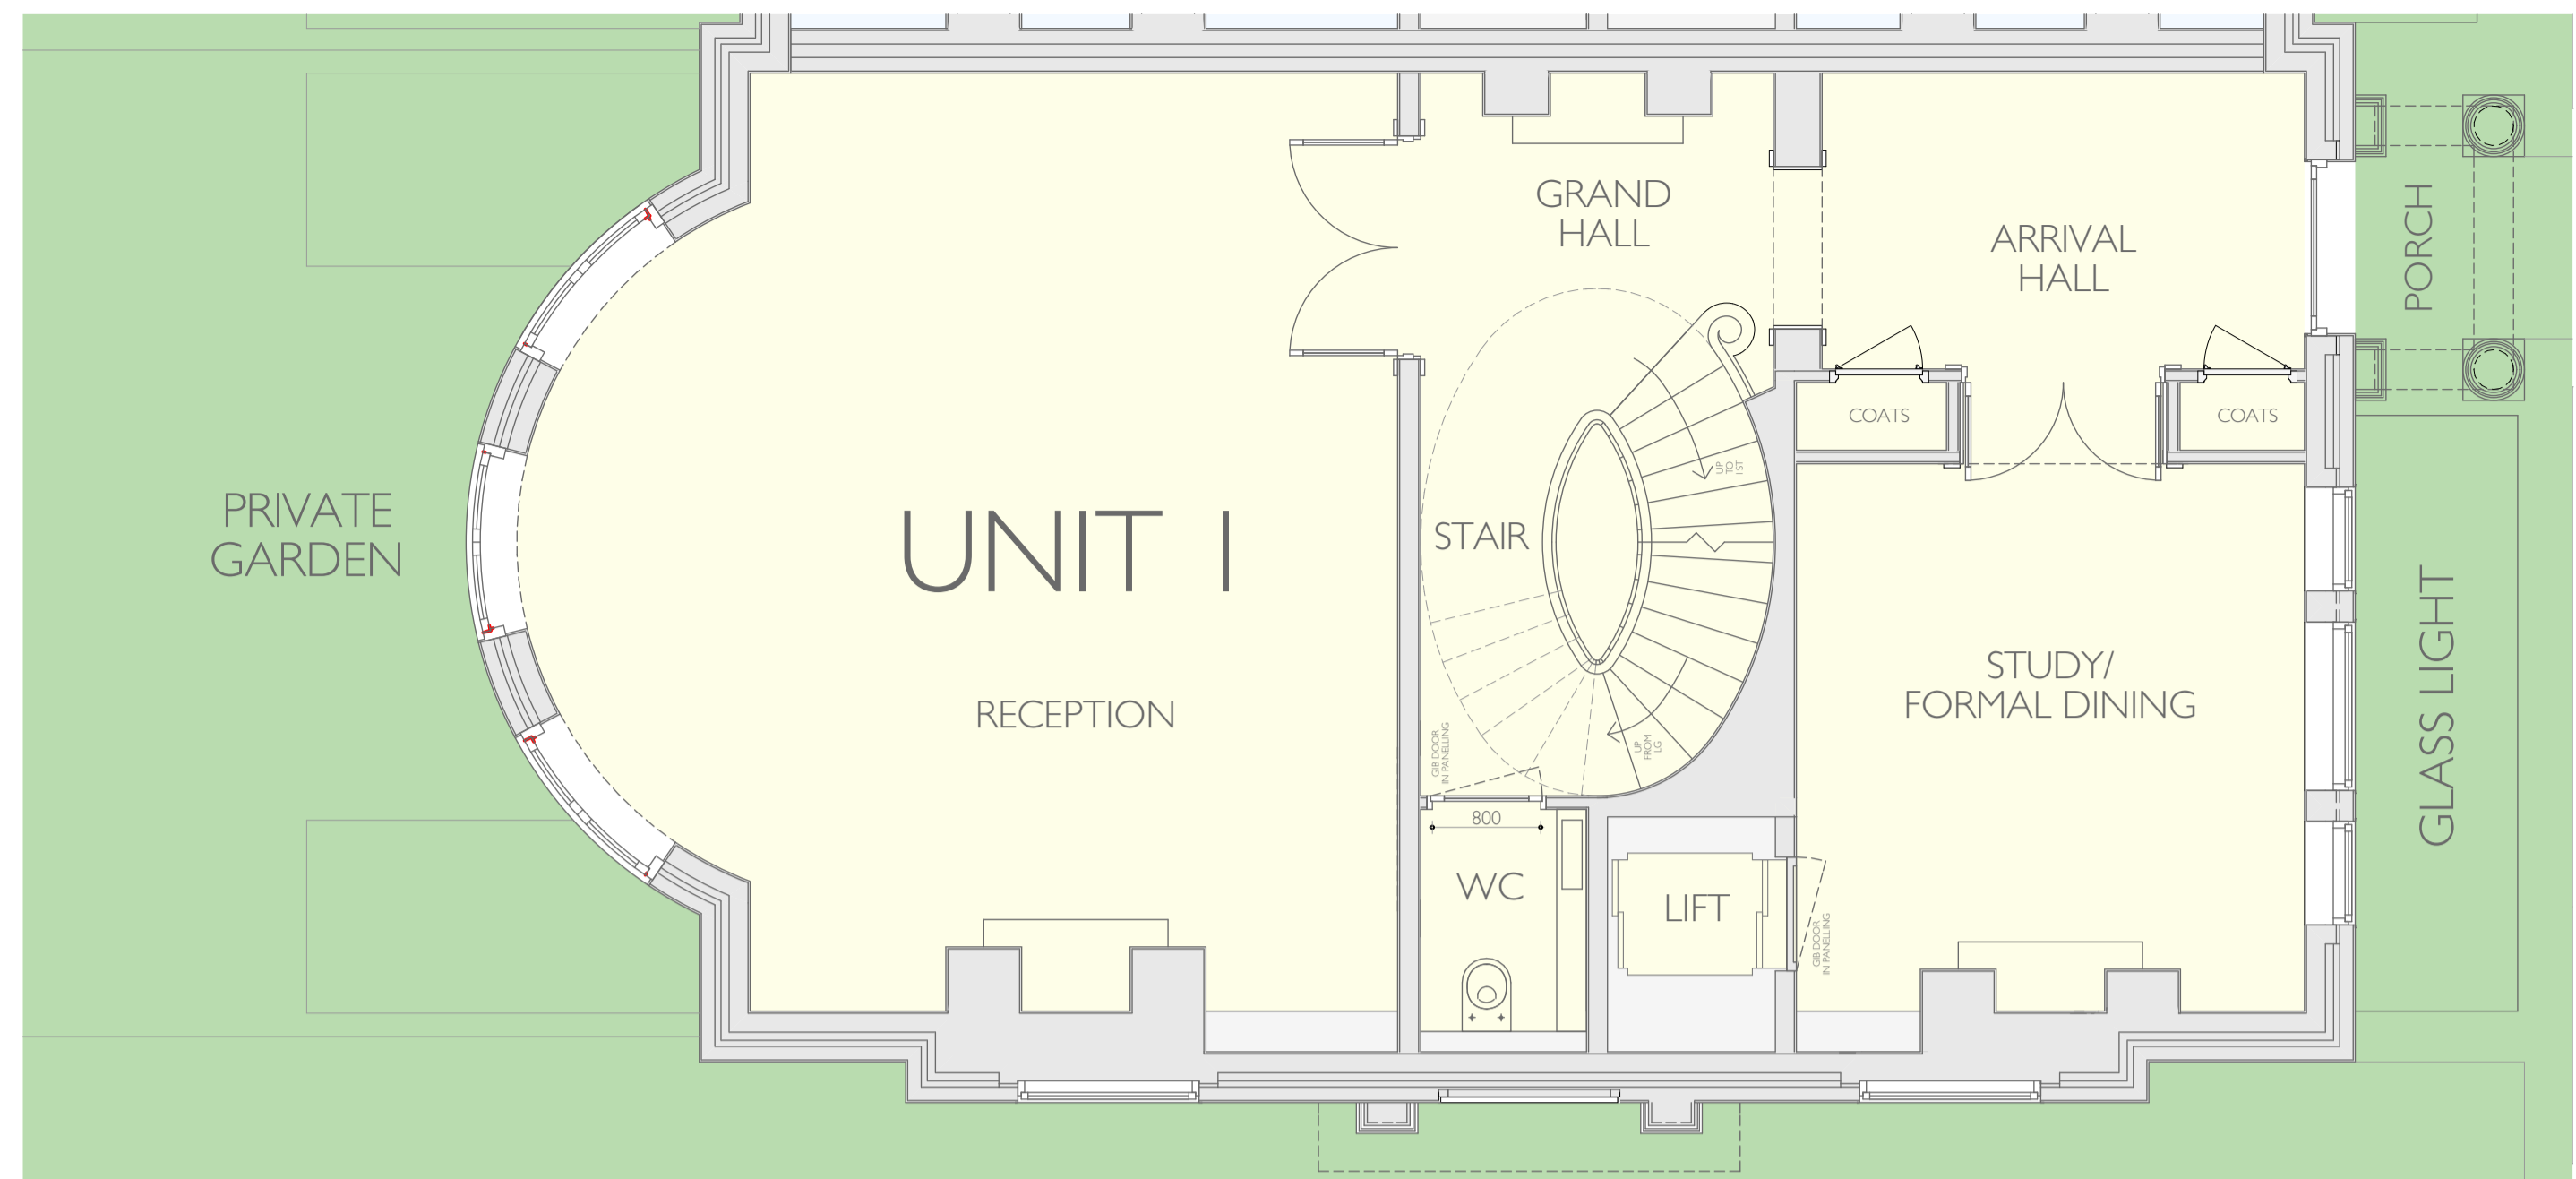 GRAND
HALL
ARRIVAL
HALL
PORCH
COATS
COATS
PRIVATE
GARDEN
UNIT 1
STAIR
UP
TO
1ST
RECEPTION
STUDY/
FORMAL DINING
GLASS LIGHT
GIB DOOR
IN PANELLING
UP
FROM
LG
800
WC
LIFT
GIB DOOR
IN PANELLING